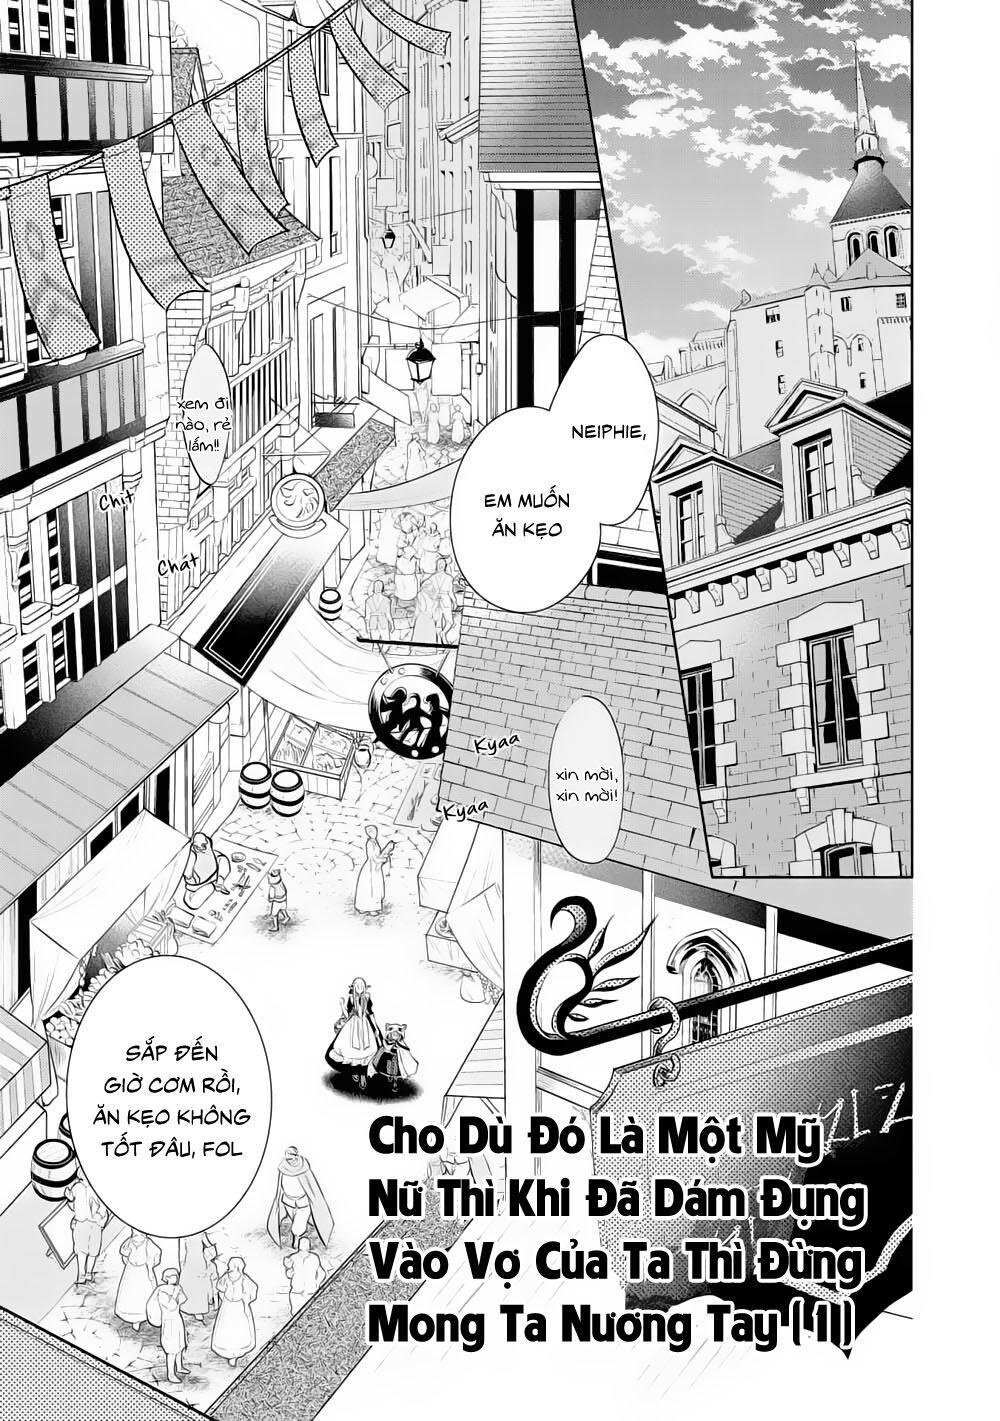 NEIPHIE,
EM MUỐN
ĂN KẸO
xem đi
nào, rẻ
lắm!!
Chít
Chát
Kyaa
Kyaa
xin mời,
xin mời!
SẮP ĐẾN
GIỜ CƠM RỒI,
ĂN KẸO KHÔNG
TỐT ĐÂU, FOL
Cho Dù Đó Là Một Mỹ
Nữ Thì Khi Đã Dám Đụng
Vào Vợ Của Ta Thì Đừng
Mong Ta Nương Tay (1)